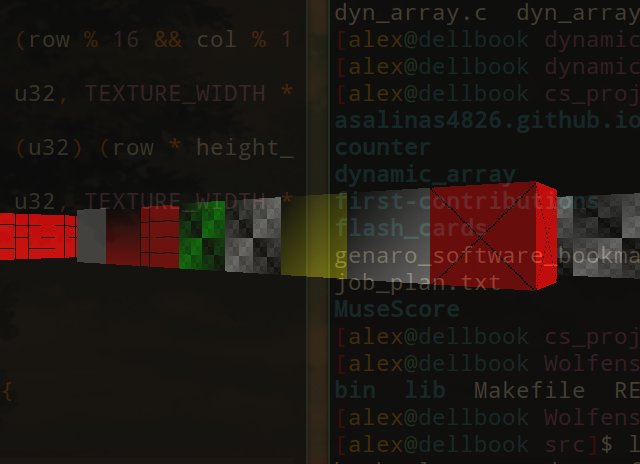 (row % 16 && col % 1
u32, TEXTURE_WIDTH *
(u32) (row * height_
u32, TEXTURE_WIDTH *
{
dyn_array.c dyn_array
[alex@dellbook dynamic
[alex@dellbook dynamic
[alex@dellbook cs_proj
asalinas4826.github.io
counter
dynamic_array
first-contributions
flash_cards
genaro_software_bookma
job_plan.txt
MuseScore
[alex@dellbook cs_proj
[alex@dellbook Wolfens
bin lib Makefile RE
[alex@dellbook Wolfens
[alex@dellbook src]$ l